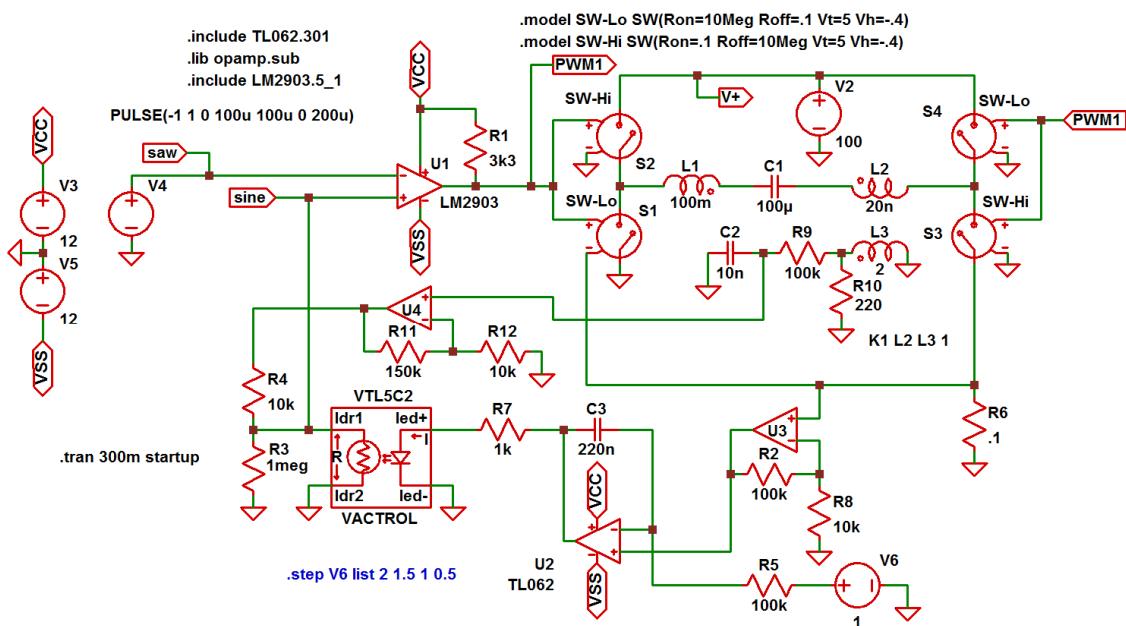 .model SW-Lo SW(Ron=10Meg Roff=.1 Vt=5 Vh=-.4)
.model SW-Hi SW(Ron=.1 Roff=10Meg Vt=5 Vh=-.4)
.include TL062.301
.lib opamp.sub
.include LM2903.5_1
PULSE(-1 1 0 100u 100u 0 200u)
VCC
V3
12
V5
12
VSS
saw
V4
sine
VCC
R1
3k3
U1
LM2903
VSS
PWM1
SW-Hi
S2
SW-Lo
S1
V+
V2
100
S4
SW-Lo
PWM1
SW-Hi
S3
L1
100m
C1
100µ
L2
20n
C2
10n
R9
100k
L3
2
R10
220
K1 L2 L3 1
U4
R11
150k
R12
10k
R4
10k
R3
1meg
VTL5C2
ldr1
led+
R
I
ldr2
led-
VACTROL
R7
1k
C3
220n
VCC
U2
TL062
VSS
U3
R2
100k
R8
10k
R6
.1
R5
100k
V6
1
.tran 300m startup
.step V6 list 2 1.5 1 0.5